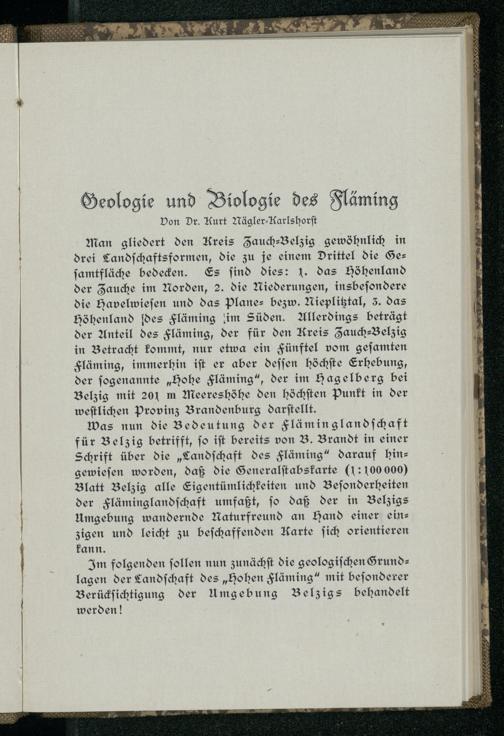 Geologie und Biologie des Fläming
Von Dr. Kurt Nägler-Karlshorst
Man gliedert den Kreis Zauch-Belzig gewöhnlich in
drei Landschaftsformen, die zu je einem Drittel die Ge-
samtfläche bedecken. Es sind dies: 1. das Höhenland
der Zauche im Norden, 2. die Niederungen, insbesondere
die Havelwiesen und das Plane- bezw. Nieplitztal, 3. das
Höhenland des Fläming im Süden. Allerdings beträgt
der Anteil des Fläming, der für den Kreis Zauch-Belzig
in Betracht kommt, nur etwa ein Fünftel vom gesamten
Fläming, immerhin ist er aber dessen höchste Erhebung,
der sogenannte „Hohe Fläming“, der im Hagelberg bei
Belzig mit 201 m Meereshöhe den höchsten Punkt in der
westlichen Provinz Brandenburg darstellt.
Was nun die Bedeutung der Fläminglandschaft
für Belzig betrifft, so ist bereits von B. Brandt in einer
Schrift über die „Landschaft des Fläming“ darauf hin-
gewiesen worden, daß die Generalstabskarte (1:100000)
Blatt Belzig alle Eigentümlichkeiten und Besonderheiten
der Fläminglandschaft umfaßt, so daß der in Belzigs
Umgebung wandernde Naturfreund an Hand einer ein-
zigen und leicht zu beschaffenden Karte sich orientieren
kann.
Im folgenden sollen nun zunächst die geologischen Grund-
lagen der Landschaft des „Hohen Fläming“ mit besonderer
Berücksichtigung der Umgebung Belzigs behandelt
werden!